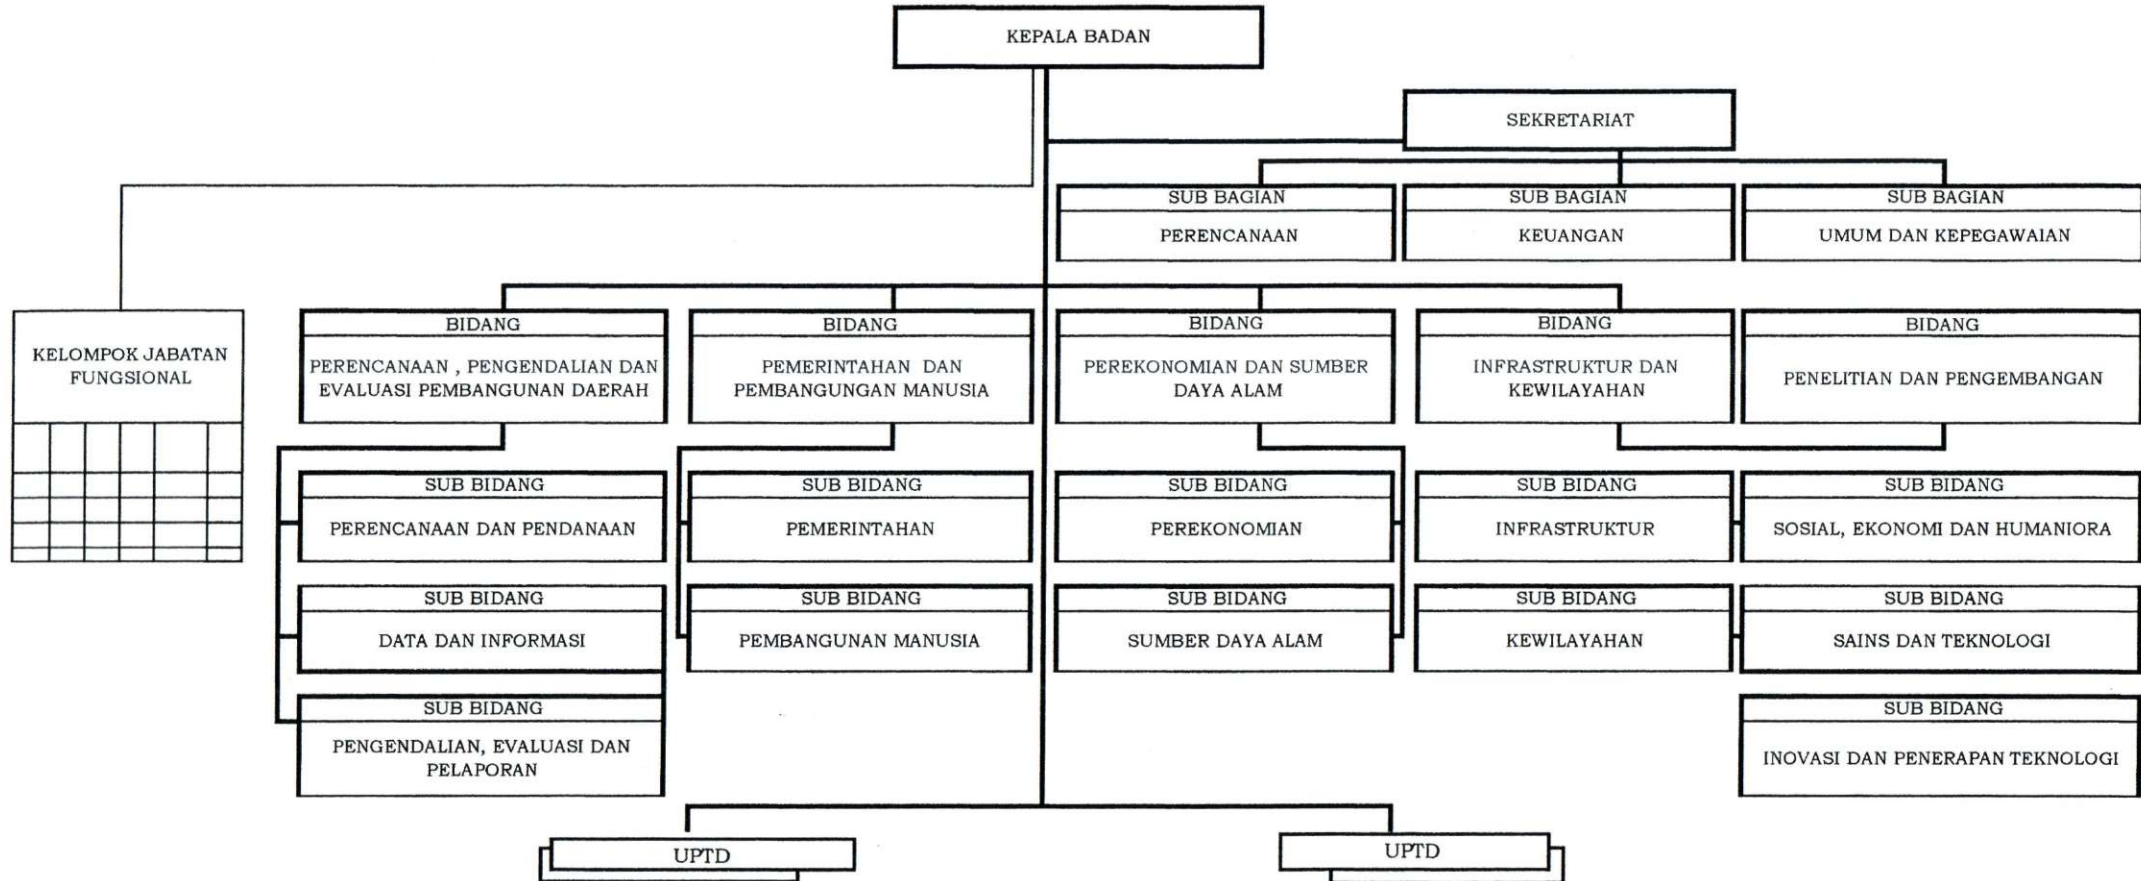 KEPALA BADAN
SEKRETARIAT
SUB BAGIAN
PERENCANAAN
SUB BAGIAN
KEUANGAN
SUB BAGIAN
UMUM DAN KEPEGAWAIAN
KELOMPOK JABATAN
FUNGSIONAL
BIDANG
PERENCANAAN , PENGENDALIAN DAN
EVALUASI PEMBANGUNAN DAERAH
BIDANG
PEMERINTAHAN DAN
PEMBANGUNGAN MANUSIA
BIDANG
PEREKONOMIAN DAN SUMBER
DAYA ALAM
BIDANG
INFRASTRUKTUR DAN
KEWILAYAHAN
BIDANG
PENELITIAN DAN PENGEMBANGAN
SUB BIDANG
PERENCANAAN DAN PENDANAAN
SUB BIDANG
PEMERINTAHAN
SUB BIDANG
PEREKONOMIAN
SUB BIDANG
INFRASTRUKTUR
SUB BIDANG
SOSIAL, EKONOMI DAN HUMANIORA
SUB BIDANG
DATA DAN INFORMASI
SUB BIDANG
PEMBANGUNAN MANUSIA
SUB BIDANG
SUMBER DAYA ALAM
SUB BIDANG
KEWILAYAHAN
SUB BIDANG
SAINS DAN TEKNOLOGI
SUB BIDANG
PENGENDALIAN, EVALUASI DAN
PELAPORAN
SUB BIDANG
INOVASI DAN PENERAPAN TEKNOLOGI
UPTD
UPTD